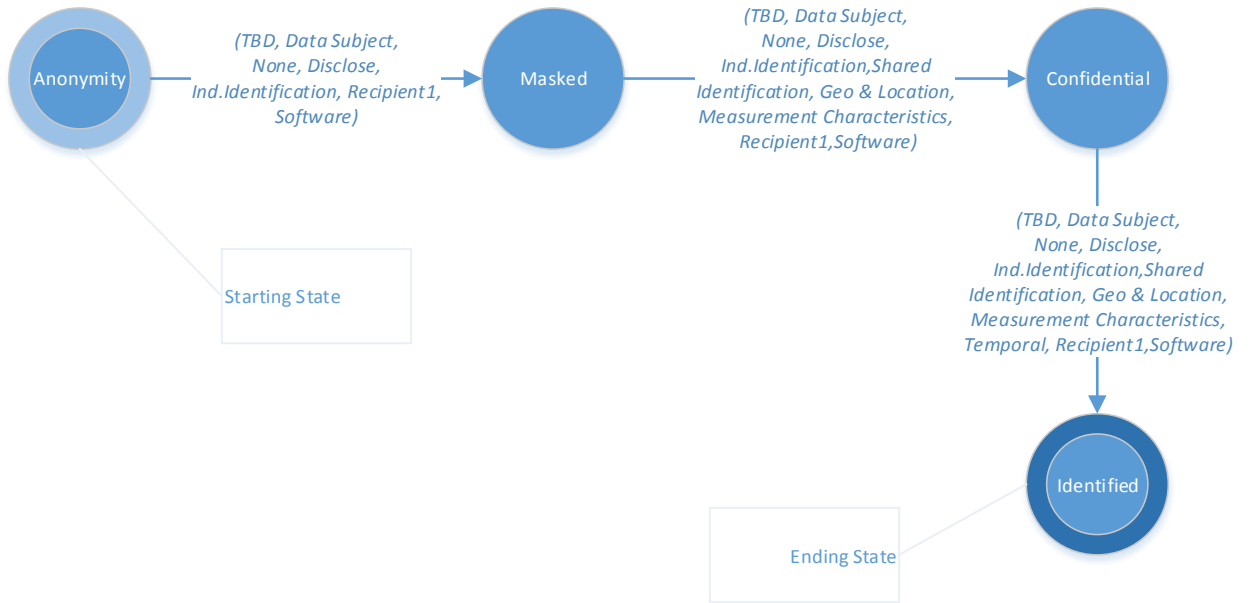 Anonymity
(TBD, Data Subject,
None, Disclose,
Ind.Identification, Recipient1,
Software)
Masked
(TBD, Data Subject,
None, Disclose,
Ind.Identification,Shared
Identification, Geo & Location,
Measurement Characteristics,
Recipient1,Software)
Confidential
(TBD, Data Subject,
None, Disclose,
Ind.Identification,Shared
Identification, Geo & Location,
Measurement Characteristics,
Temporal, Recipient1,Software)
Starting State
Identified
Ending State